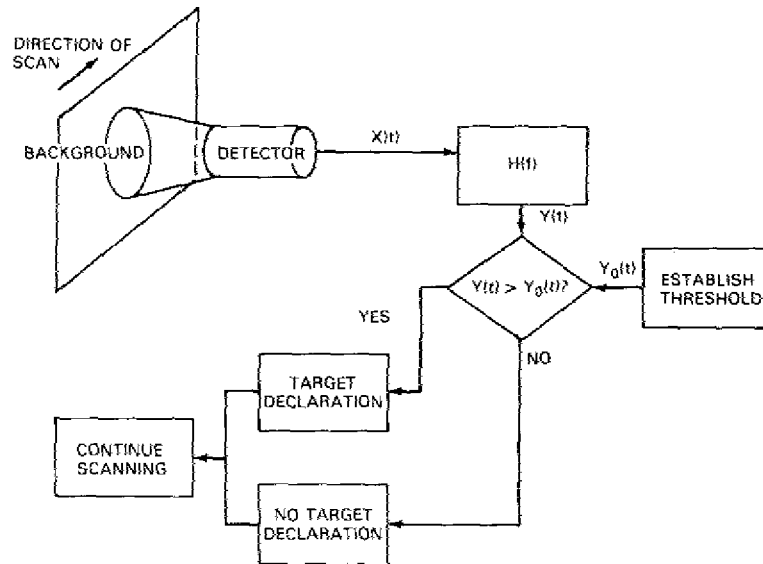 DIRECTION OF
SCAN
BACKGROUND
DETECTOR
X(t)
H(f)
Y(t)
Y(t) > Y₀(t)?
Y₀(t)
ESTABLISH
THRESHOLD
YES
NO
TARGET
DECLARATION
CONTINUE
SCANNING
NO TARGET
DECLARATION